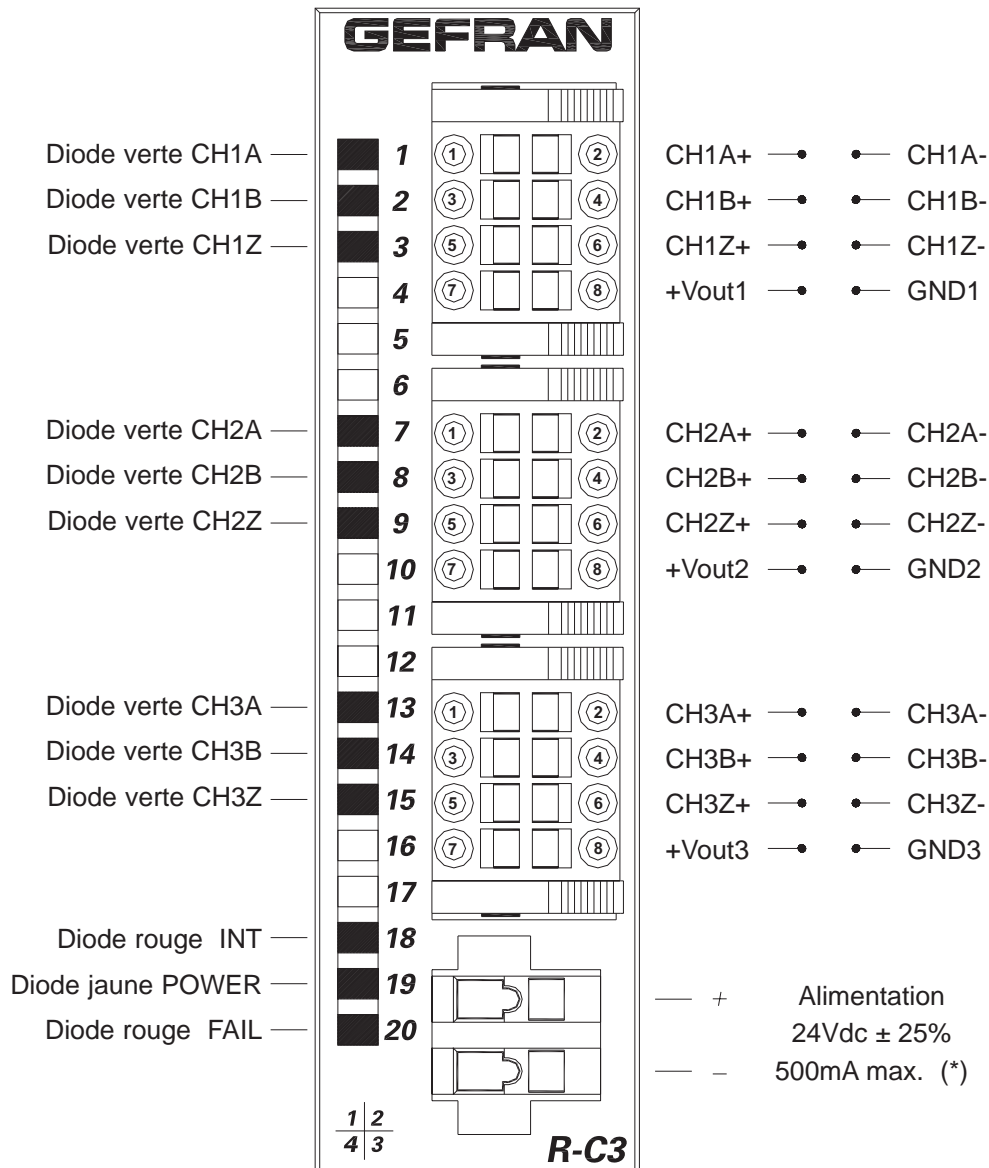 GEFRAN
Diode verte CH1A 1 ① ② CH1A+ CH1A-
Diode verte CH1B 2 ③ ④ CH1B+ CH1B-
Diode verte CH1Z 3 ⑤ ⑥ CH1Z+ CH1Z-
4 ⑦ ⑧ +Vout1 GND1
5
6
Diode verte CH2A 7 ① ② CH2A+ CH2A-
Diode verte CH2B 8 ③ ④ CH2B+ CH2B-
Diode verte CH2Z 9 ⑤ ⑥ CH2Z+ CH2Z-
10 ⑦ ⑧ +Vout2 GND2
11
12
Diode verte CH3A 13 ① ② CH3A+ CH3A-
Diode verte CH3B 14 ③ ④ CH3B+ CH3B-
Diode verte CH3Z 15 ⑤ ⑥ CH3Z+ CH3Z-
16 ⑦ ⑧ +Vout3 GND3
17
Diode rouge INT 18
Diode jaune POWER 19 + Alimentation
Diode rouge FAIL 20 24Vdc ± 25%
– 500mA max. (*)
1 2
4 3
R-C3